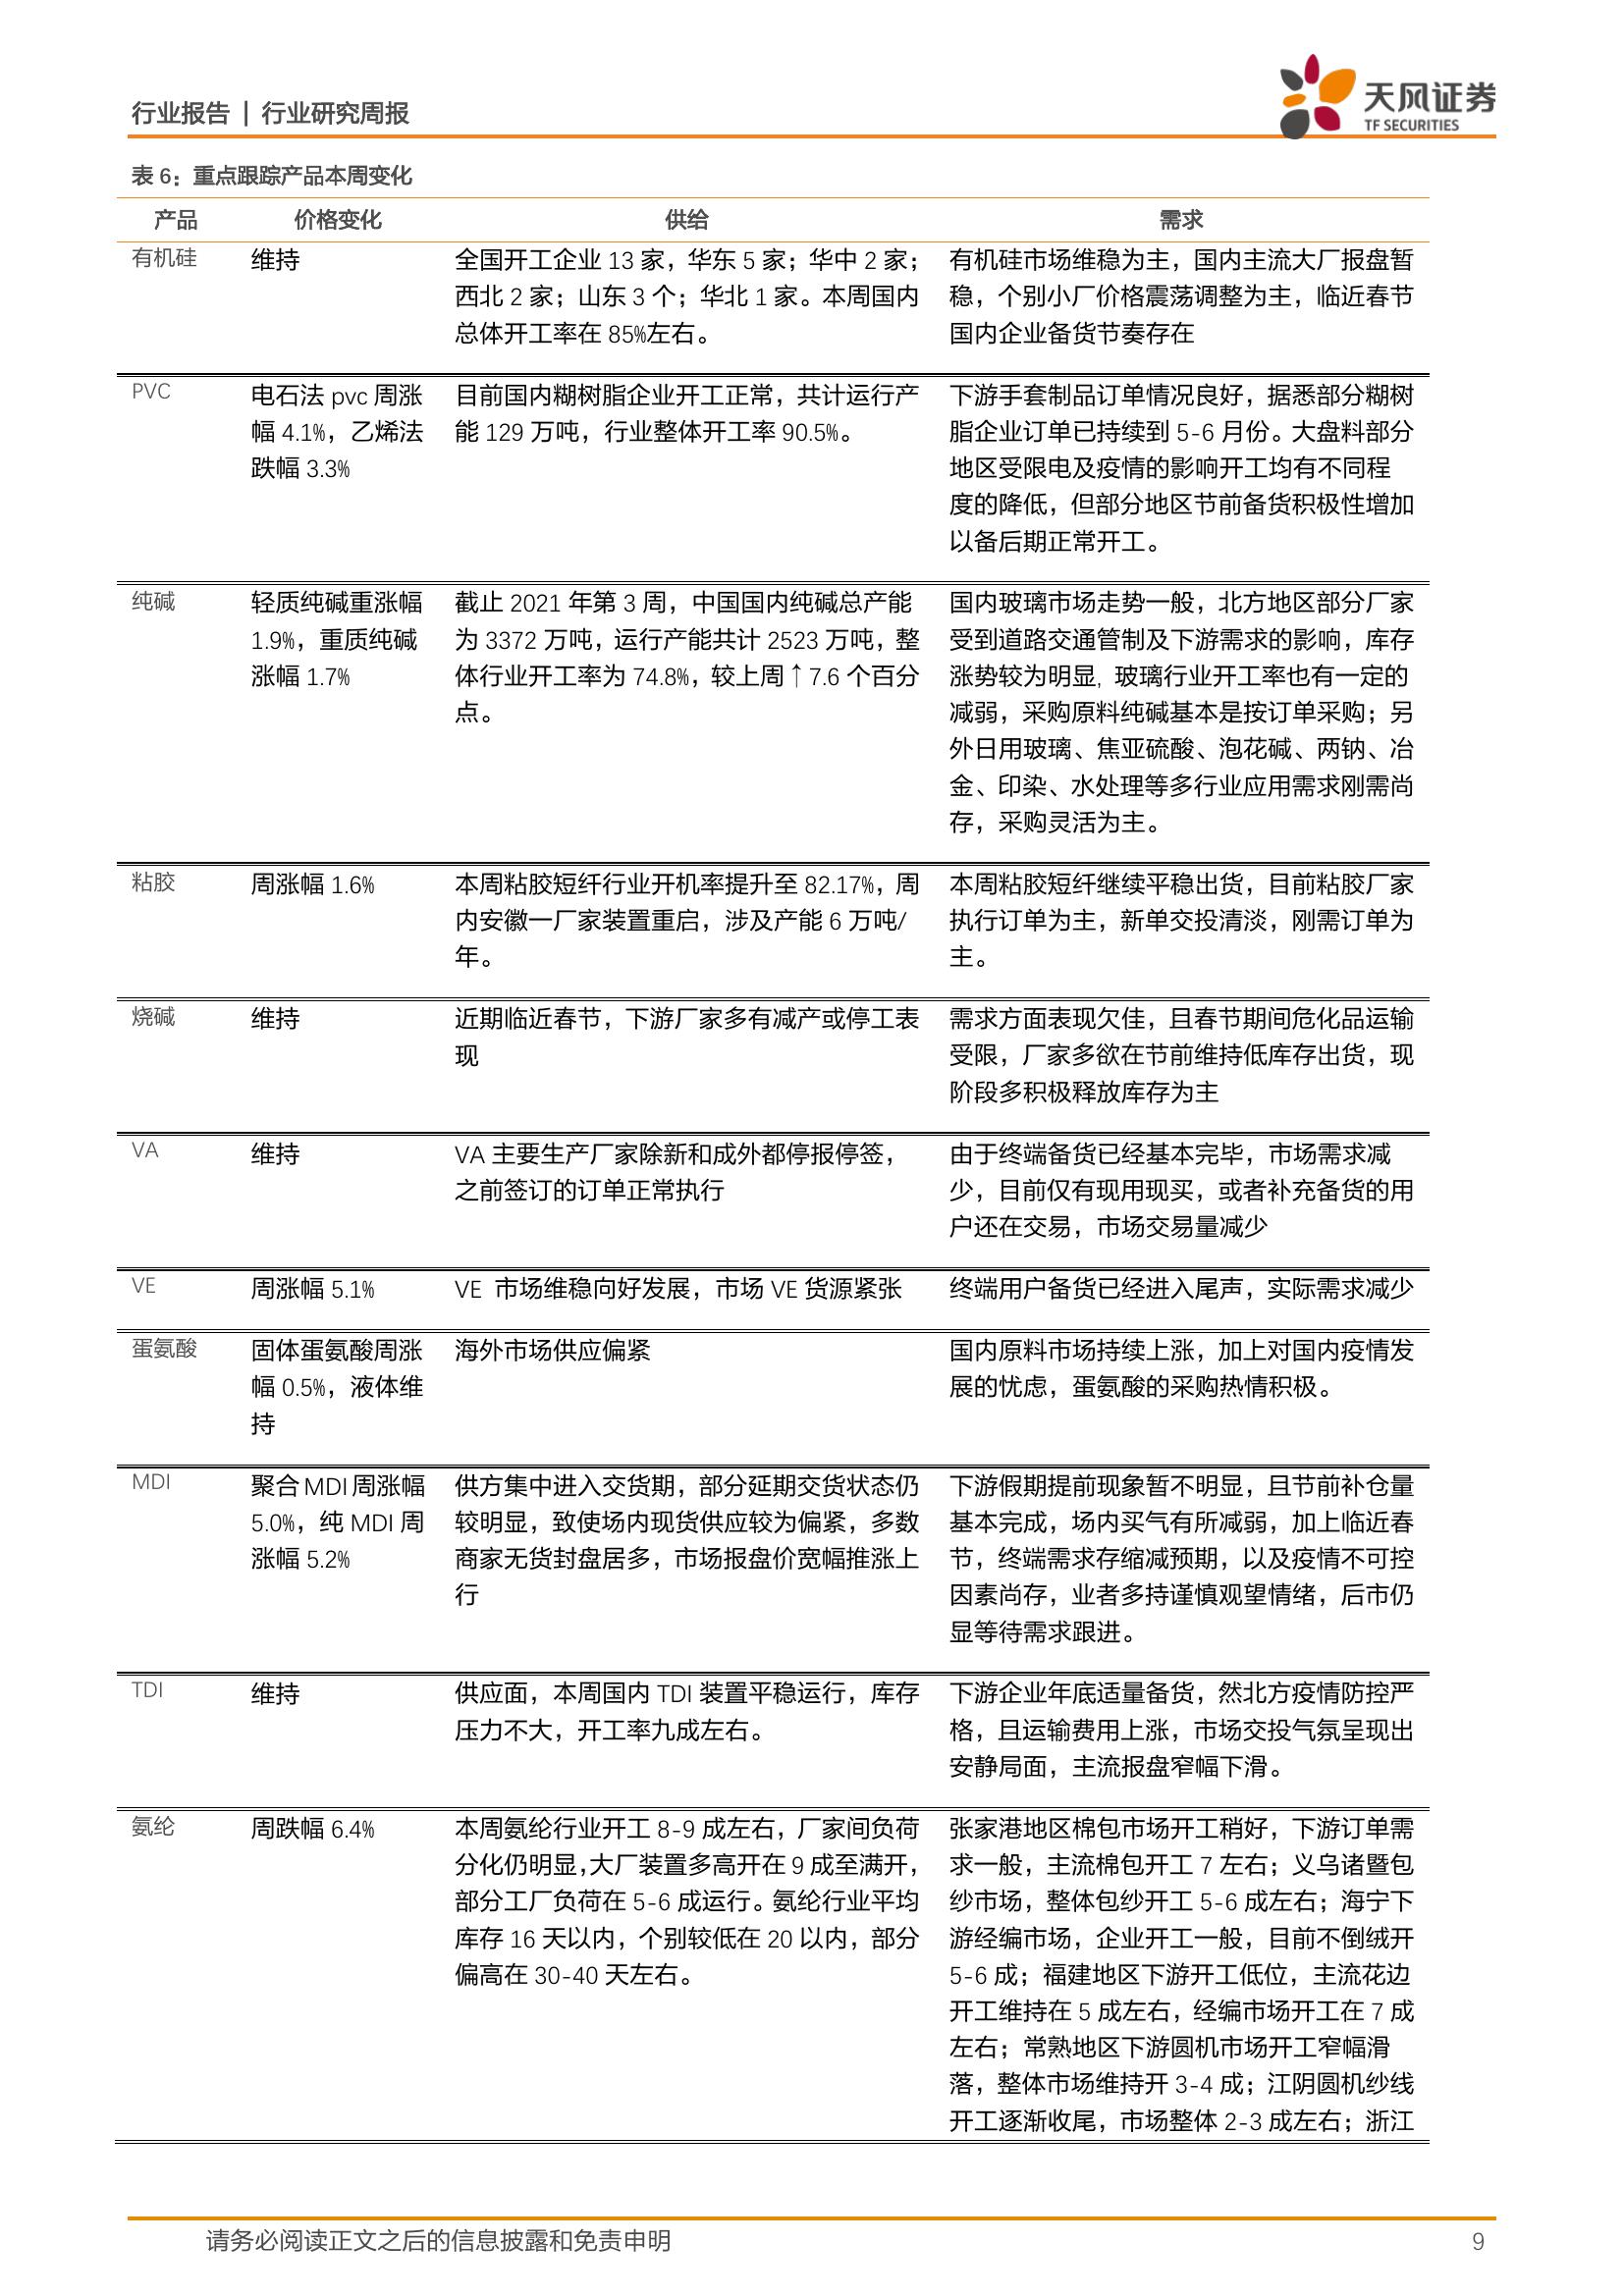 行业报告 | 行业研究周报
天风证券
TF SECURITIES
表 6：重点跟踪产品本周变化
产品 价格变化 供给 需求
有机硅
维持
全国开工企业 13 家，华东 5 家；华中 2 家；
西北 2 家；山东 3 个；华北 1 家。本周国内
总体开工率在 85%左右。
有机硅市场维稳为主，国内主流大厂报盘暂
稳，个别小厂价格震荡调整为主，临近春节
国内企业备货节奏存在
PVC
电石法 pvc 周涨
幅 4.1%，乙烯法
跌幅 3.3%
目前国内糊树脂企业开工正常，共计运行产
能 129 万吨，行业整体开工率 90.5%。
下游手套制品订单情况良好，据悉部分糊树
脂企业订单已持续到 5-6 月份。大盘料部分
地区受限电及疫情的影响开工均有不同程
度的降低，但部分地区节前备货积极性增加
以备后期正常开工。
纯碱
轻质纯碱重涨幅
1.9%，重质纯碱
涨幅 1.7%
截止 2021 年第 3 周，中国国内纯碱总产能
为 3372 万吨，运行产能共计 2523 万吨，整
体行业开工率为 74.8%，较上周↑7.6 个百分
点。
国内玻璃市场走势一般，北方地区部分厂家
受到道路交通管制及下游需求的影响，库存
涨势较为明显, 玻璃行业开工率也有一定的
减弱，采购原料纯碱基本是按订单采购；另
外日用玻璃、焦亚硫酸、泡花碱、两钠、冶
金、印染、水处理等多行业应用需求刚需尚
存，采购灵活为主。
粘胶
周涨幅 1.6%
本周粘胶短纤行业开机率提升至 82.17%，周
内安徽一厂家装置重启，涉及产能 6 万吨/
年。
本周粘胶短纤继续平稳出货，目前粘胶厂家
执行订单为主，新单交投清淡，刚需订单为
主。
烧碱
维持
近期临近春节，下游厂家多有减产或停工表
现
需求方面表现欠佳，且春节期间危化品运输
受限，厂家多欲在节前维持低库存出货，现
阶段多积极释放库存为主
VA
维持
VA 主要生产厂家除新和成外都停报停签，
之前签订的订单正常执行
由于终端备货已经基本完毕，市场需求减
少，目前仅有现用现买，或者补充备货的用
户还在交易，市场交易量减少
VE
周涨幅 5.1%
VE 市场维稳向好发展，市场 VE 货源紧张
终端用户备货已经进入尾声，实际需求减少
蛋氨酸
固体蛋氨酸周涨
幅 0.5%，液体维
持
海外市场供应偏紧
国内原料市场持续上涨，加上对国内疫情发
展的忧虑，蛋氨酸的采购热情积极。
MDI
聚合 MDI 周涨幅
5.0%，纯 MDI 周
涨幅 5.2%
供方集中进入交货期，部分延期交货状态仍
较明显，致使场内现货供应较为偏紧，多数
商家无货封盘居多，市场报盘价宽幅推涨上
行
下游假期提前现象暂不明显，且节前补仓量
基本完成，场内买气有所减弱，加上临近春
节，终端需求存缩减预期，以及疫情不可控
因素尚存，业者多持谨慎观望情绪，后市仍
显等待需求跟进。
TDI
维持
供应面，本周国内 TDI 装置平稳运行，库存
压力不大，开工率九成左右。
下游企业年底适量备货，然北方疫情防控严
格，且运输费用上涨，市场交投气氛呈现出
安静局面，主流报盘窄幅下滑。
氨纶
周跌幅 6.4%
本周氨纶行业开工 8-9 成左右，厂家间负荷
分化仍明显,大厂装置多高开在 9 成至满开，
部分工厂负荷在 5-6 成运行。氨纶行业平均
库存 16 天以内，个别较低在 20 以内，部分
偏高在 30-40 天左右。
张家港地区棉包市场开工稍好，下游订单需
求一般，主流棉包开工 7 左右；义乌诸暨包
纱市场，整体包纱开工 5-6 成左右；海宁下
游经编市场，企业开工一般，目前不倒绒开
5-6 成；福建地区下游开工低位，主流花边
开工维持在 5 成左右，经编市场开工在 7 成
左右；常熟地区下游圆机市场开工窄幅滑
落，整体市场维持开 3-4 成；江阴圆机纱线
开工逐渐收尾，市场整体 2-3 成左右；浙江
请务必阅读正文之后的信息披露和免责申明 9